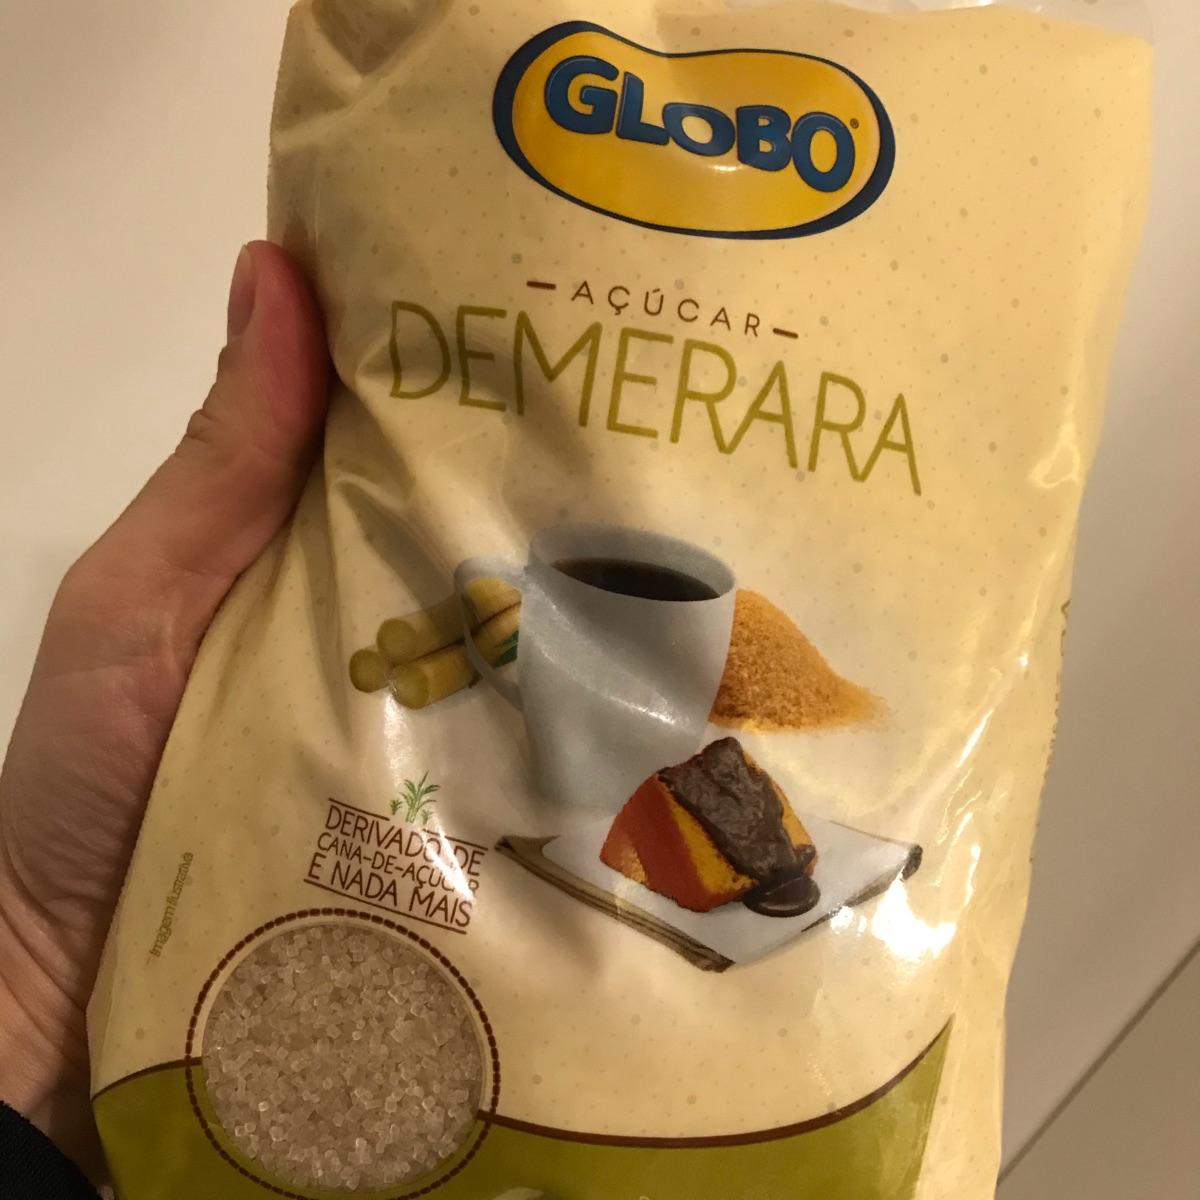 GLOBO®
AÇÚCAR
DEMERARA
DERIVADO DE
CANA-DE-AÇÚCAR
E NADA MAIS
Imagem ilustrativa